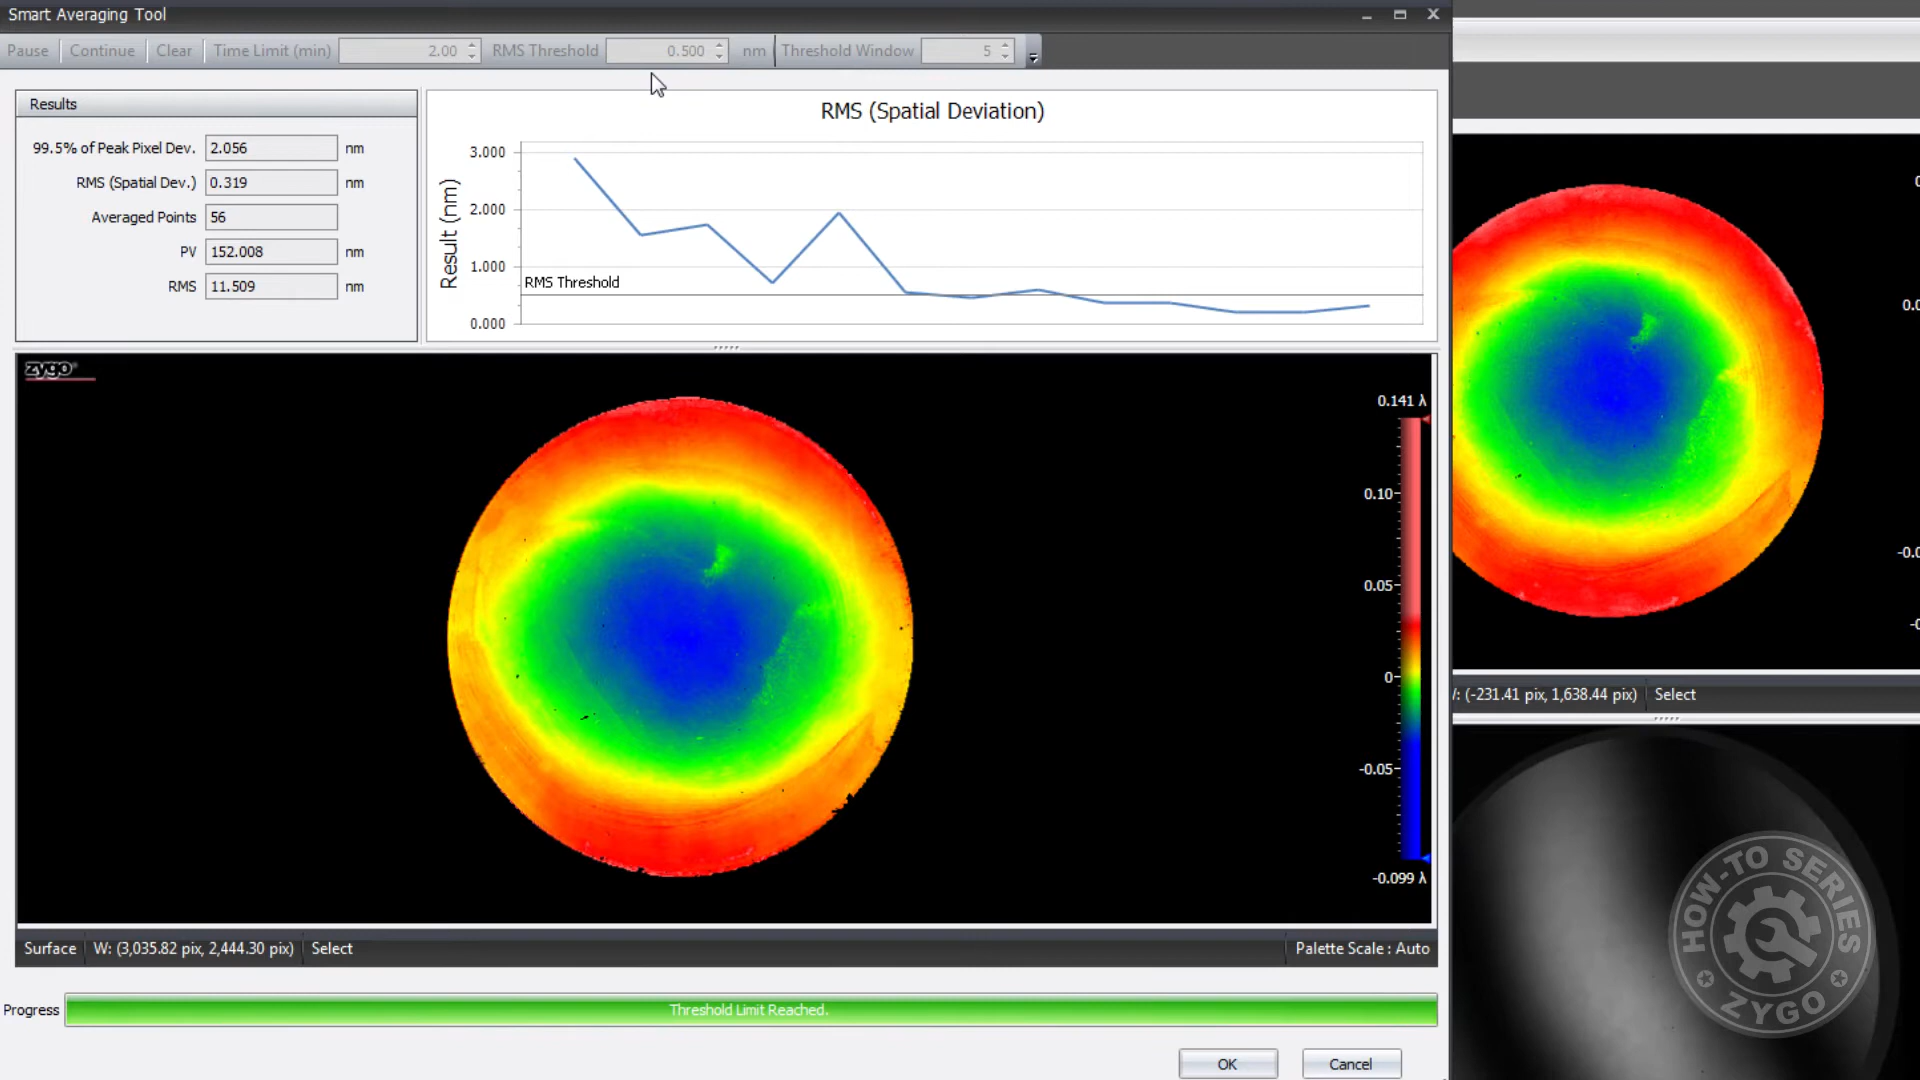 Smart Averaging Tool
Pause Continue Clear Time Limit (min) 2.00 RMS Threshold 0.500 nm Threshold Window 5
Results
99.5% of Peak Pixel Dev. 2.056 nm
RMS (Spatial Dev.) 0.319 nm
Averaged Points 56
PV 152.008 nm
RMS 11.509 nm
RMS (Spatial Deviation)
Result (nm)
3.000
2.000
1.000
0.000
RMS Threshold
zygo
0.141 λ
0.10
0.05
0
-0.05
-0.099 λ
Surface W: (3,035.82 pix, 2,444.30 pix) Select Palette Scale : Auto
Progress Threshold Limit Reached.
OK Cancel
(-231.41 pix, 1,638.44 pix) Select
HOW-TO SERIES
ZYGO